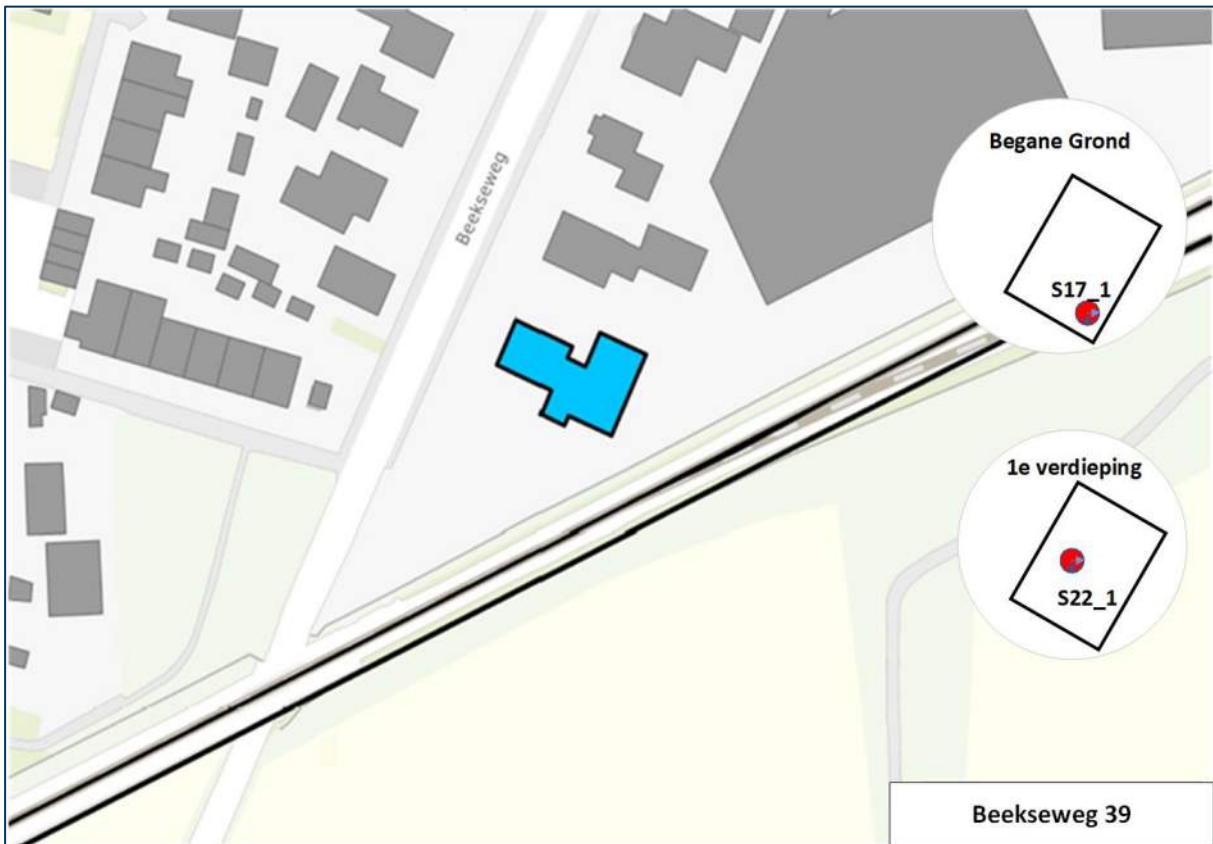 Beekseweg
Begane Grond
S17_1
1e verdieping
S22_1
Beekseweg 39